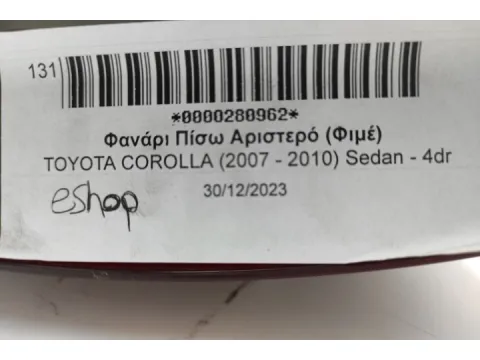 131
*0000280962*
Φανάρι Πίσω Αριστερό (Φιμέ)
TOYOTA COROLLA (2007 - 2010) Sedan - 4dr
30/12/2023
eshop